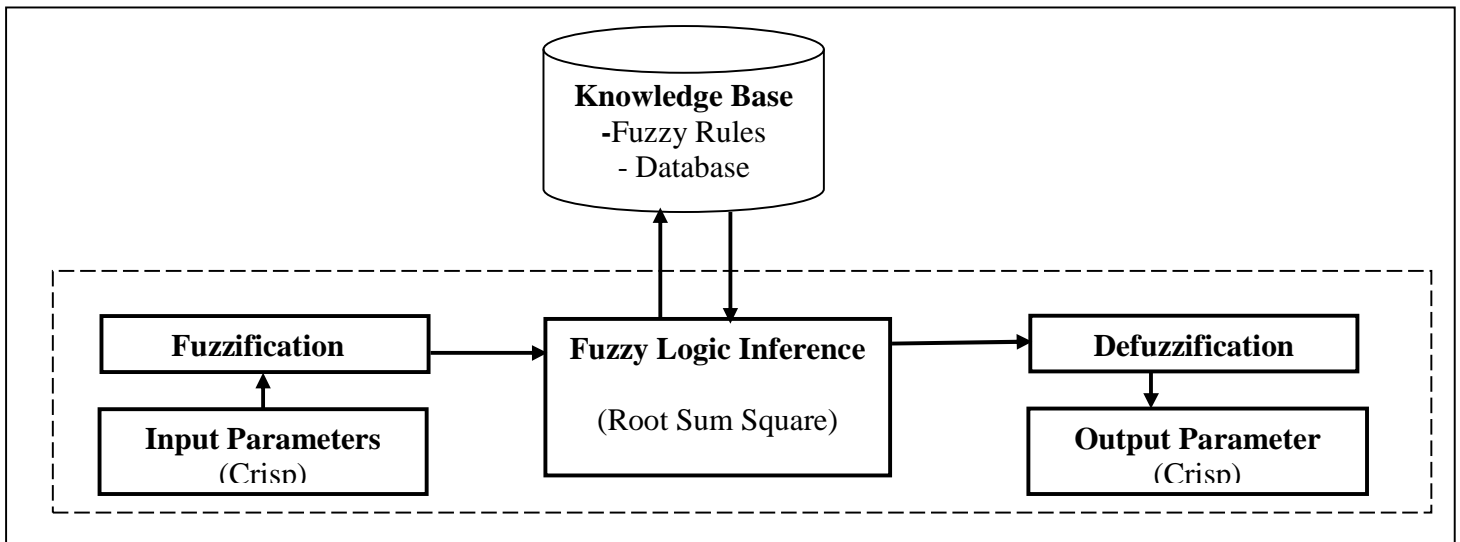 Knowledge Base
-Fuzzy Rules
- Database
Fuzzification
Input Parameters
(Crisp)
Fuzzy Logic Inference
(Root Sum Square)
Defuzzification
Output Parameter
(Crisp)